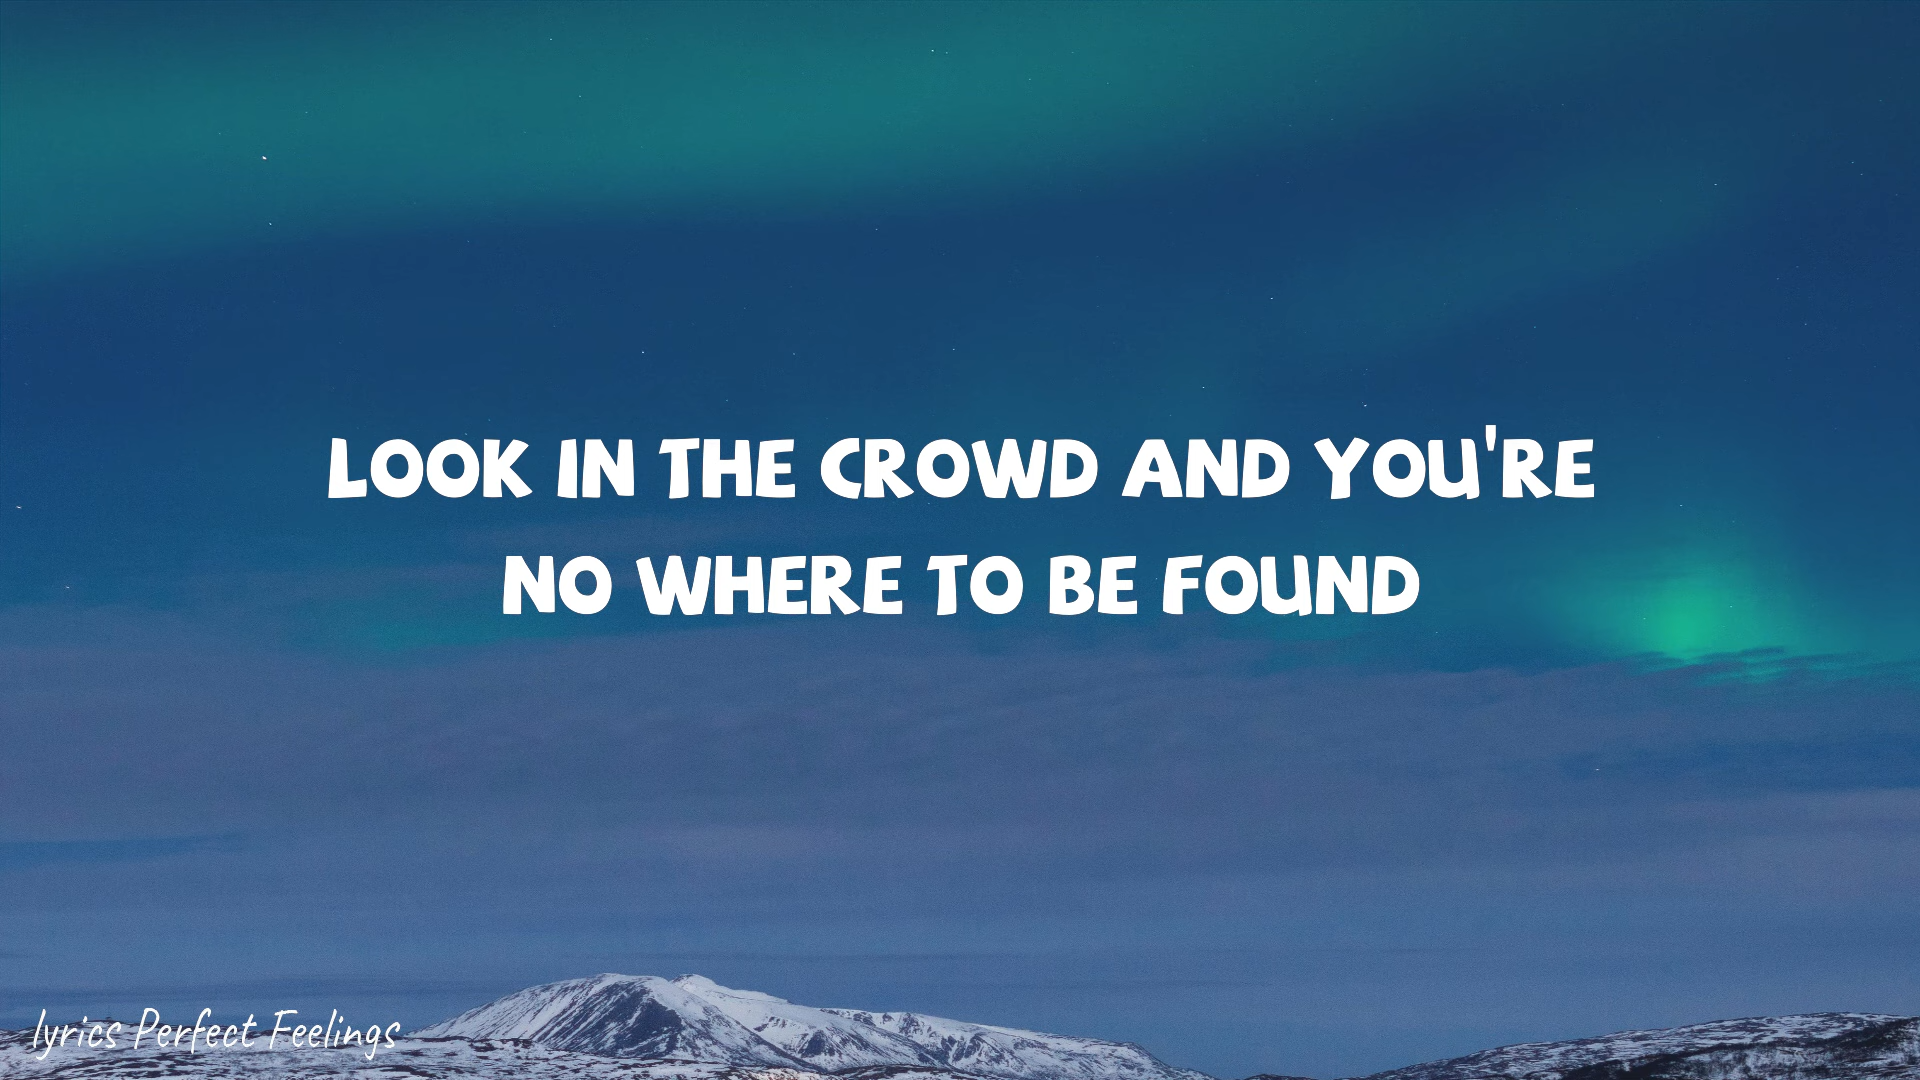 LOOK IN THE CROWD AND YOU'RE
NO WHERE TO BE FOUND
lyrics Perfect Feelings